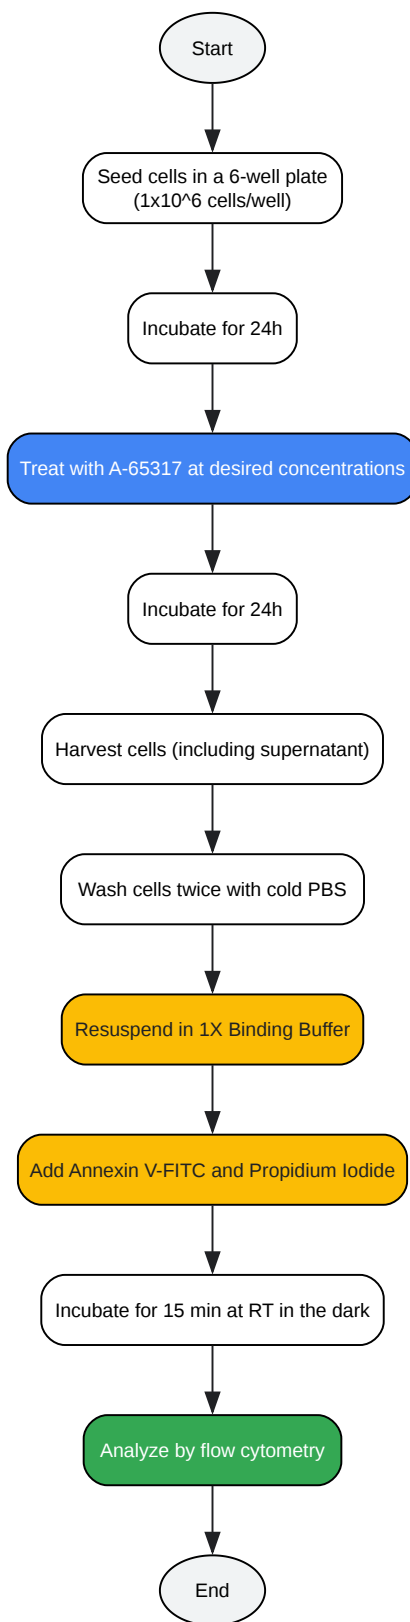 Start
Seed cells in a 6-well plate
(1x10^6 cells/well)
Incubate for 24h
Treat with A-65317 at desired concentrations
Incubate for 24h
Harvest cells (including supernatant)
Wash cells twice with cold PBS
Resuspend in 1X Binding Buffer
Add Annexin V-FITC and Propidium Iodide
Incubate for 15 min at RT in the dark
Analyze by flow cytometry
End